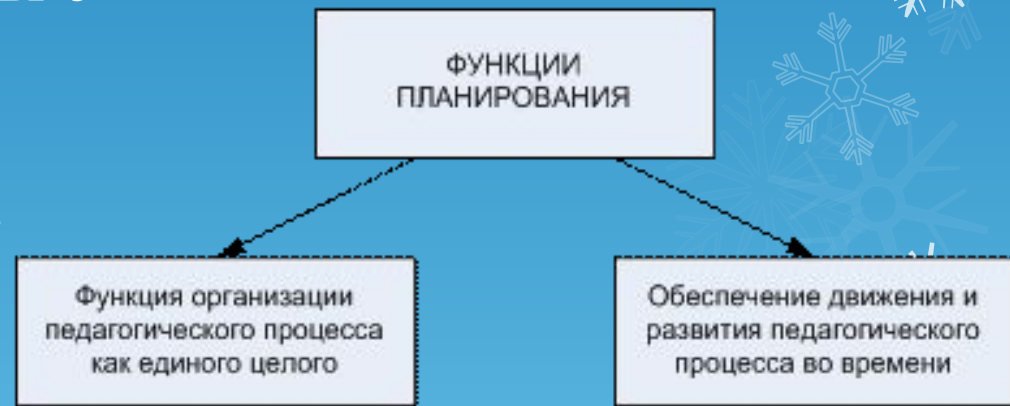 ФУНКЦИИ
ПЛАНИРОВАНИЯ
Функция организации
педагогического процесса
как единого целого
Обеспечение движения и
развития педагогического
процесса во времени